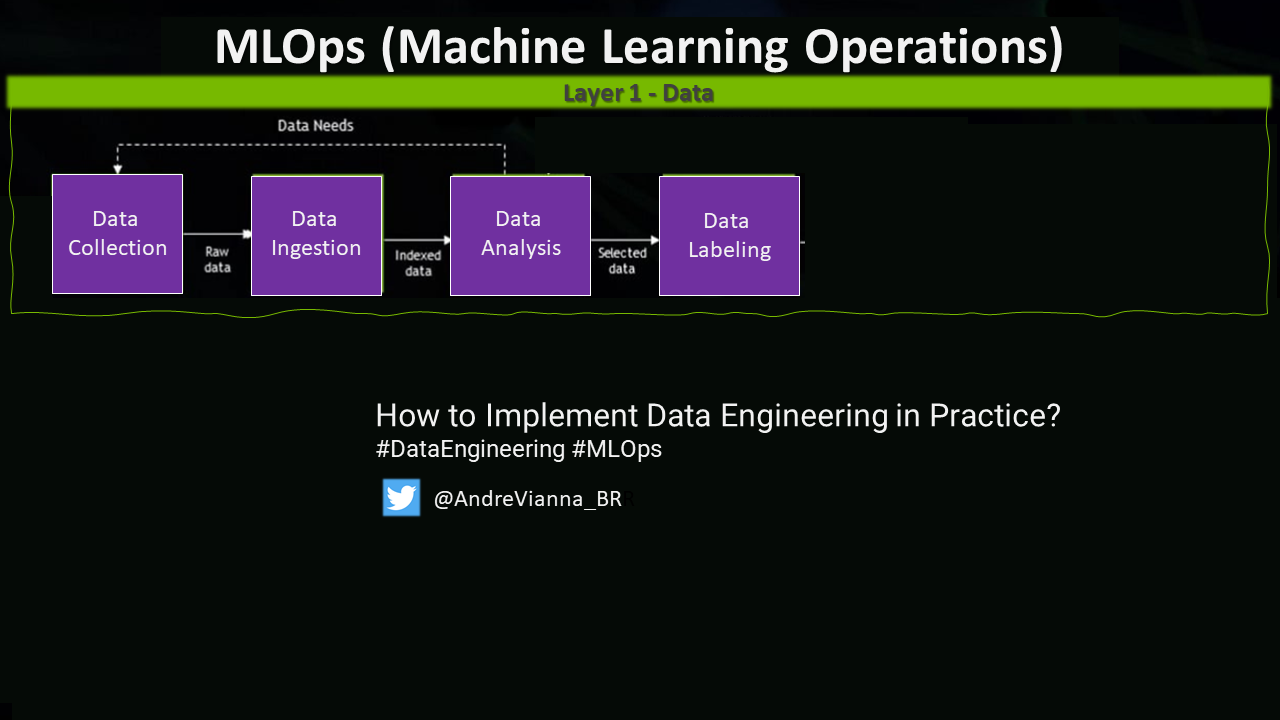 MLOps (Machine Learning Operations)
Layer 1 - Data
Data Needs
Data
Collection
Raw
data
Data
Ingestion
Indexed
data
Data
Analysis
Selected
data
Data
Labeling
How to Implement Data Engineering in Practice?
#DataEngineering #MLOps
@AndreVianna_BR